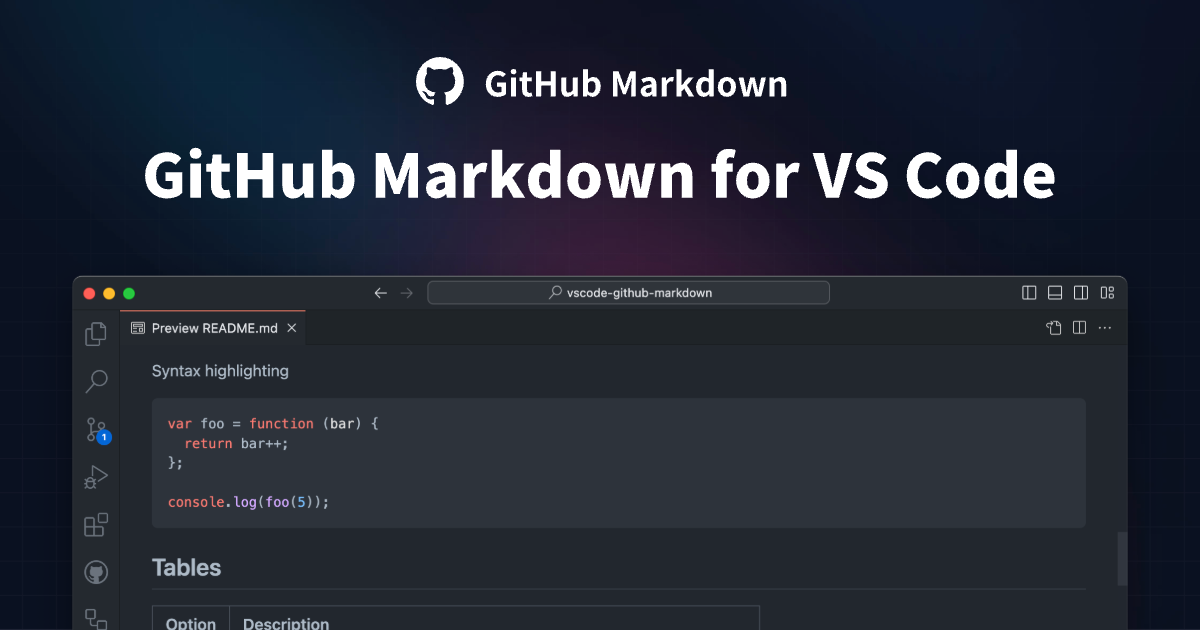 GitHub Markdown
GitHub Markdown for VS Code
vscode-github-markdown
Preview README.md
Syntax highlighting
1
var foo = function (bar) {
  return bar++;
};
console.log(foo(5));
Tables
Option Description